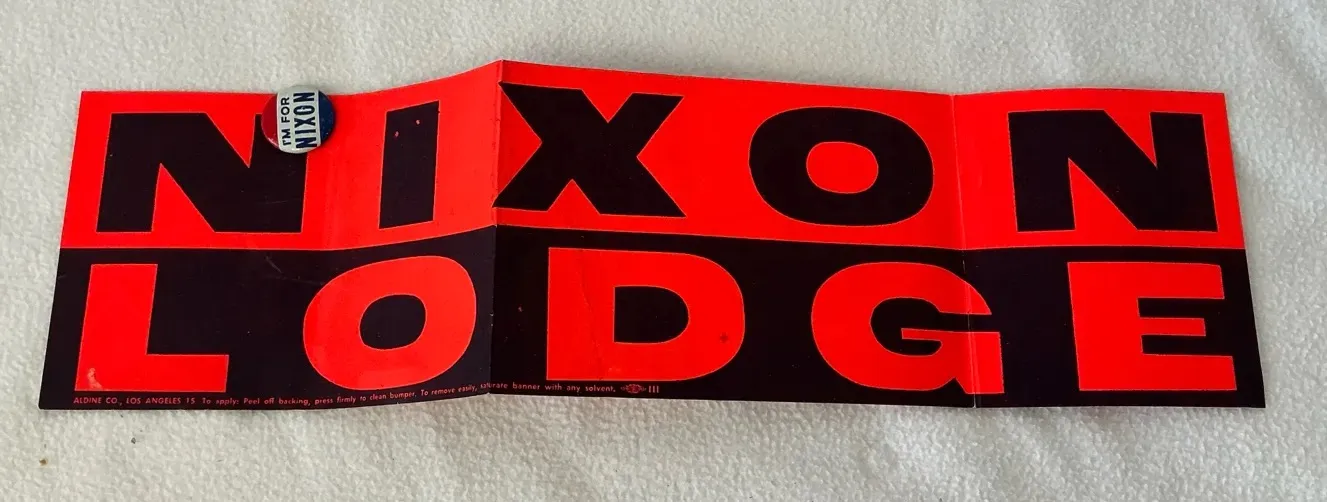 NIXON
I'M FOR
NIXON
LODGE
ALDINE CO., LOS ANGELES 15 To apply: Peel off backing, press firmly to clean bumper. To remove easily, saturate banner with any solvent. 111